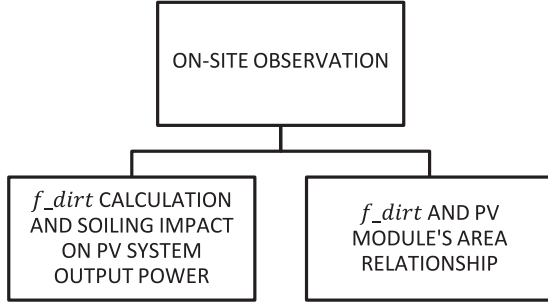 ON-SITE OBSERVATION
f_dirt CALCULATION
AND SOILING IMPACT
ON PV SYSTEM
OUTPUT POWER
f_dirt AND PV
MODULE'S AREA
RELATIONSHIP